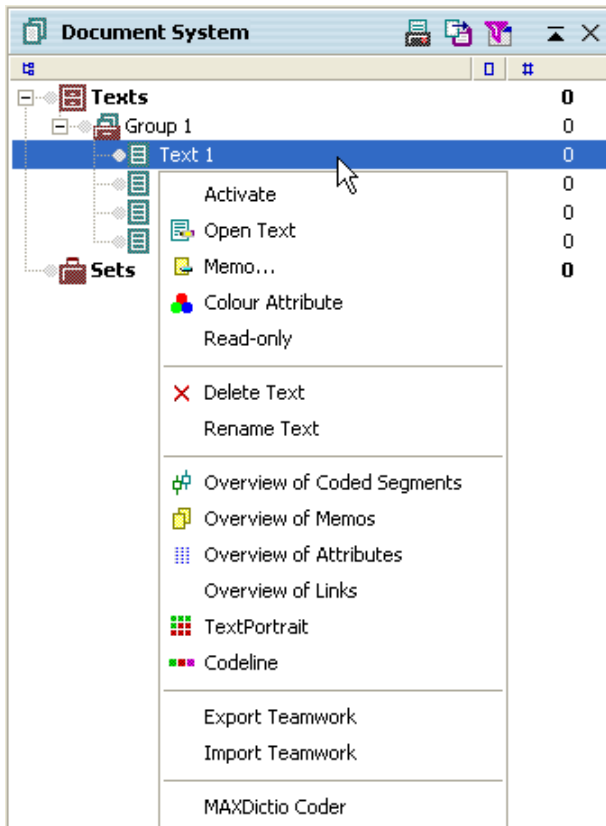 Document System
#
Texts 0
Group 1 0
Text 1 0
0
0
0
Sets 0
Activate
Open Text
Memo...
Colour Attribute
Read-only
Delete Text
Rename Text
Overview of Coded Segments
Overview of Memos
Overview of Attributes
Overview of Links
TextPortrait
Codeline
Export Teamwork
Import Teamwork
MAXDictio Coder